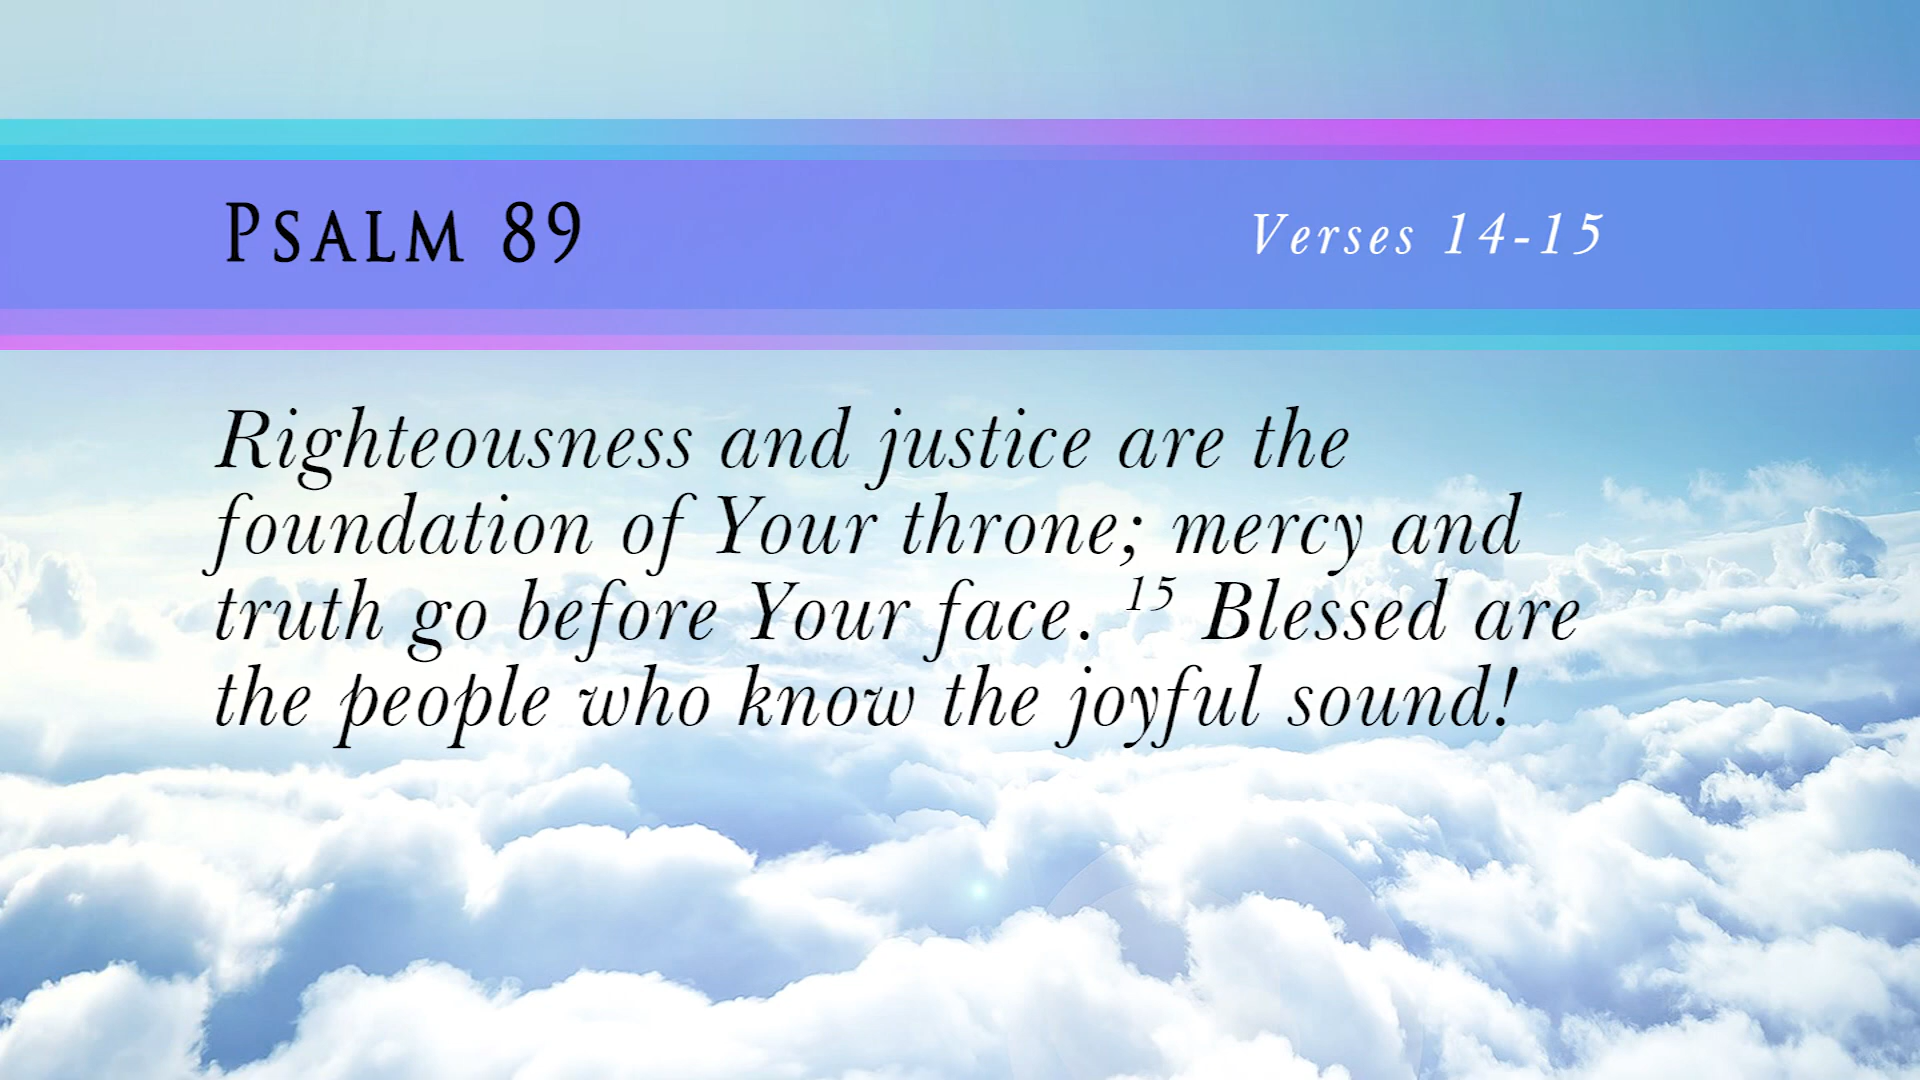 Psalm 89
Verses 14-15
Righteousness and justice are the
foundation of Your throne; mercy and
truth go before Your face. 15 Blessed are
the people who know the joyful sound!